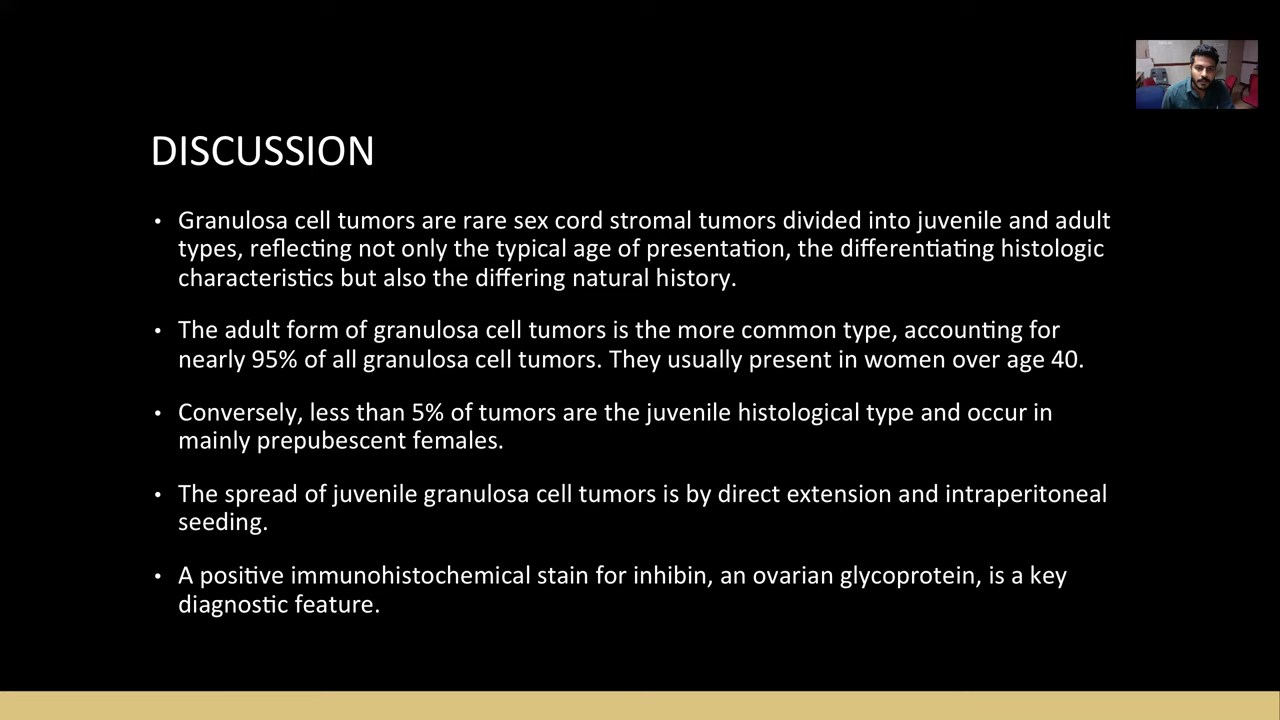 DISCUSSION
• Granulosa cell tumors are rare sex cord stromal tumors divided into juvenile and adult
types, reflecting not only the typical age of presentation, the differentiating histologic
characteristics but also the differing natural history.
• The adult form of granulosa cell tumors is the more common type, accounting for
nearly 95% of all granulosa cell tumors. They usually present in women over age 40.
• Conversely, less than 5% of tumors are the juvenile histological type and occur in
mainly prepubescent females.
• The spread of juvenile granulosa cell tumors is by direct extension and intraperitoneal
seeding.
• A positive immunohistochemical stain for inhibin, an ovarian glycoprotein, is a key
diagnostic feature.